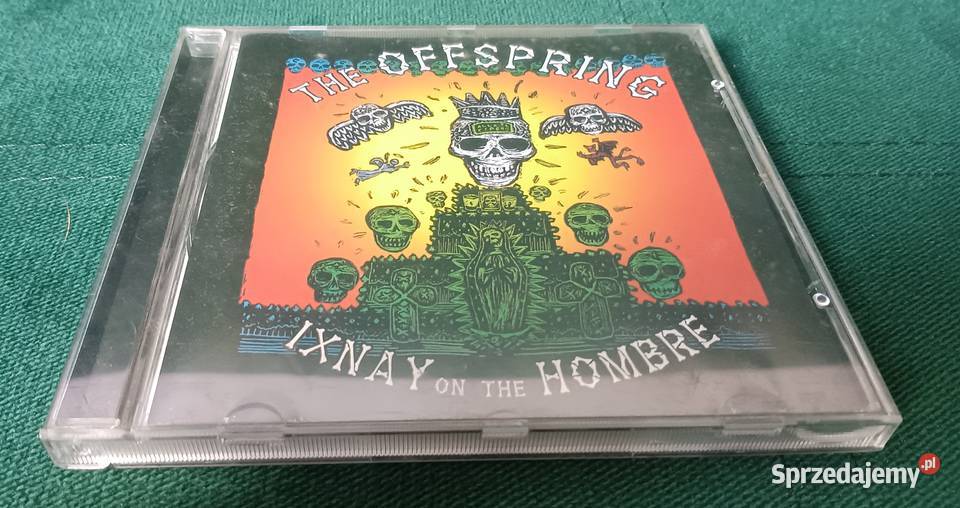 THE OFFSPRING
IXNAY ON THE HOMBRE
Sprzedajemy.pl